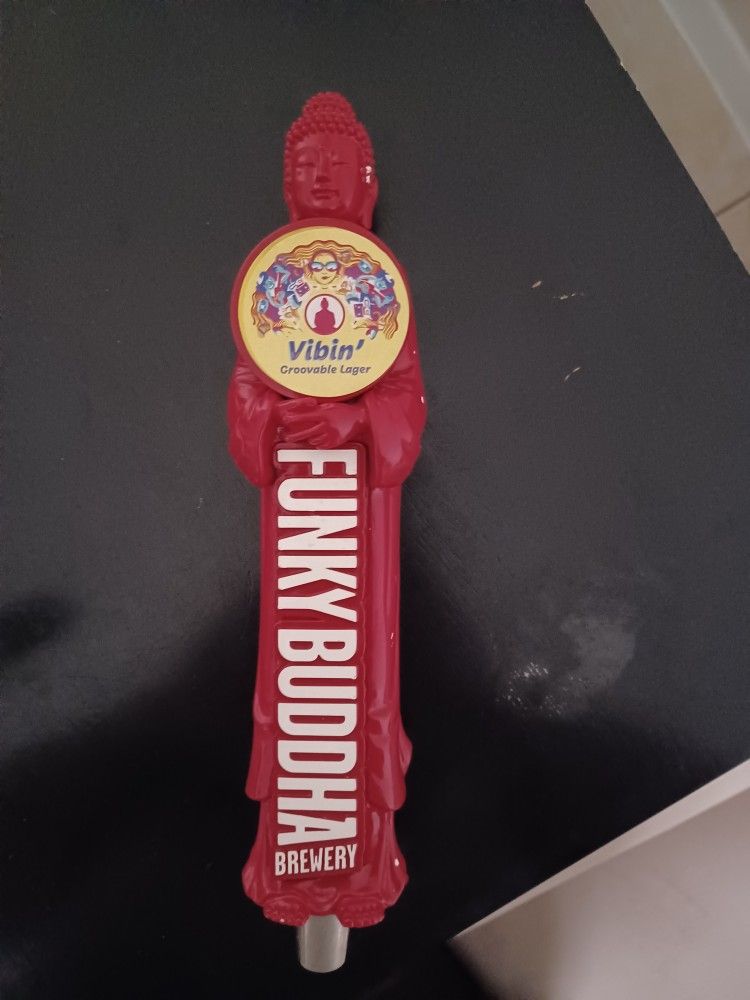 Vibin'
Groovable Lager
FUNKY BUDDHA
BREWERY